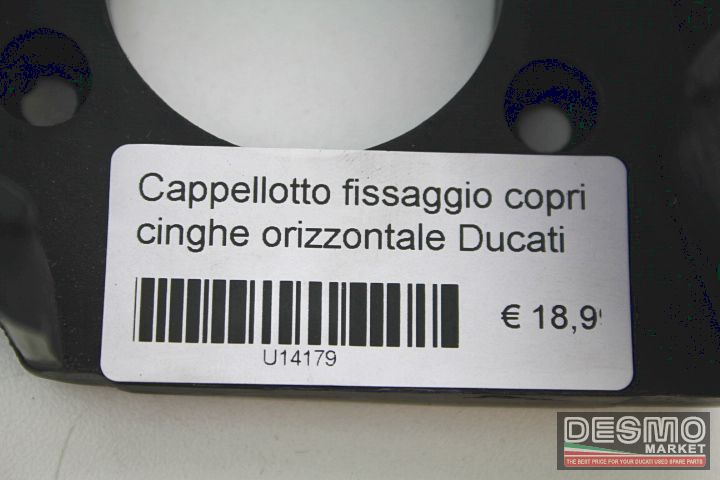 Cappellotto fissaggio copri
cinghe orizzontale Ducati
€ 18,9
U14179
DESMO
MARKET
THE BEST PRICE FOR YOUR DUCATI USED SPARE PARTS